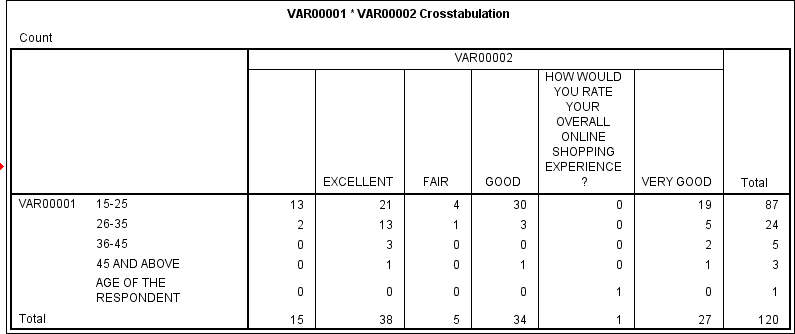 VAR00001 * VAR00002 Crosstabulation
Count
VAR00002
EXCELLENT FAIR GOOD HOW WOULD YOU RATE YOUR OVERALL ONLINE SHOPPING EXPERIENCE ? VERY GOOD Total
VAR00001 15-25 13 21 4 30 0 19 87
26-35 2 13 1 3 0 5 24
36-45 0 3 0 0 0 2 5
45 AND ABOVE 0 1 0 1 0 1 3
AGE OF THE RESPONDENT 0 0 0 0 1 0 1
Total 15 38 5 34 1 27 120